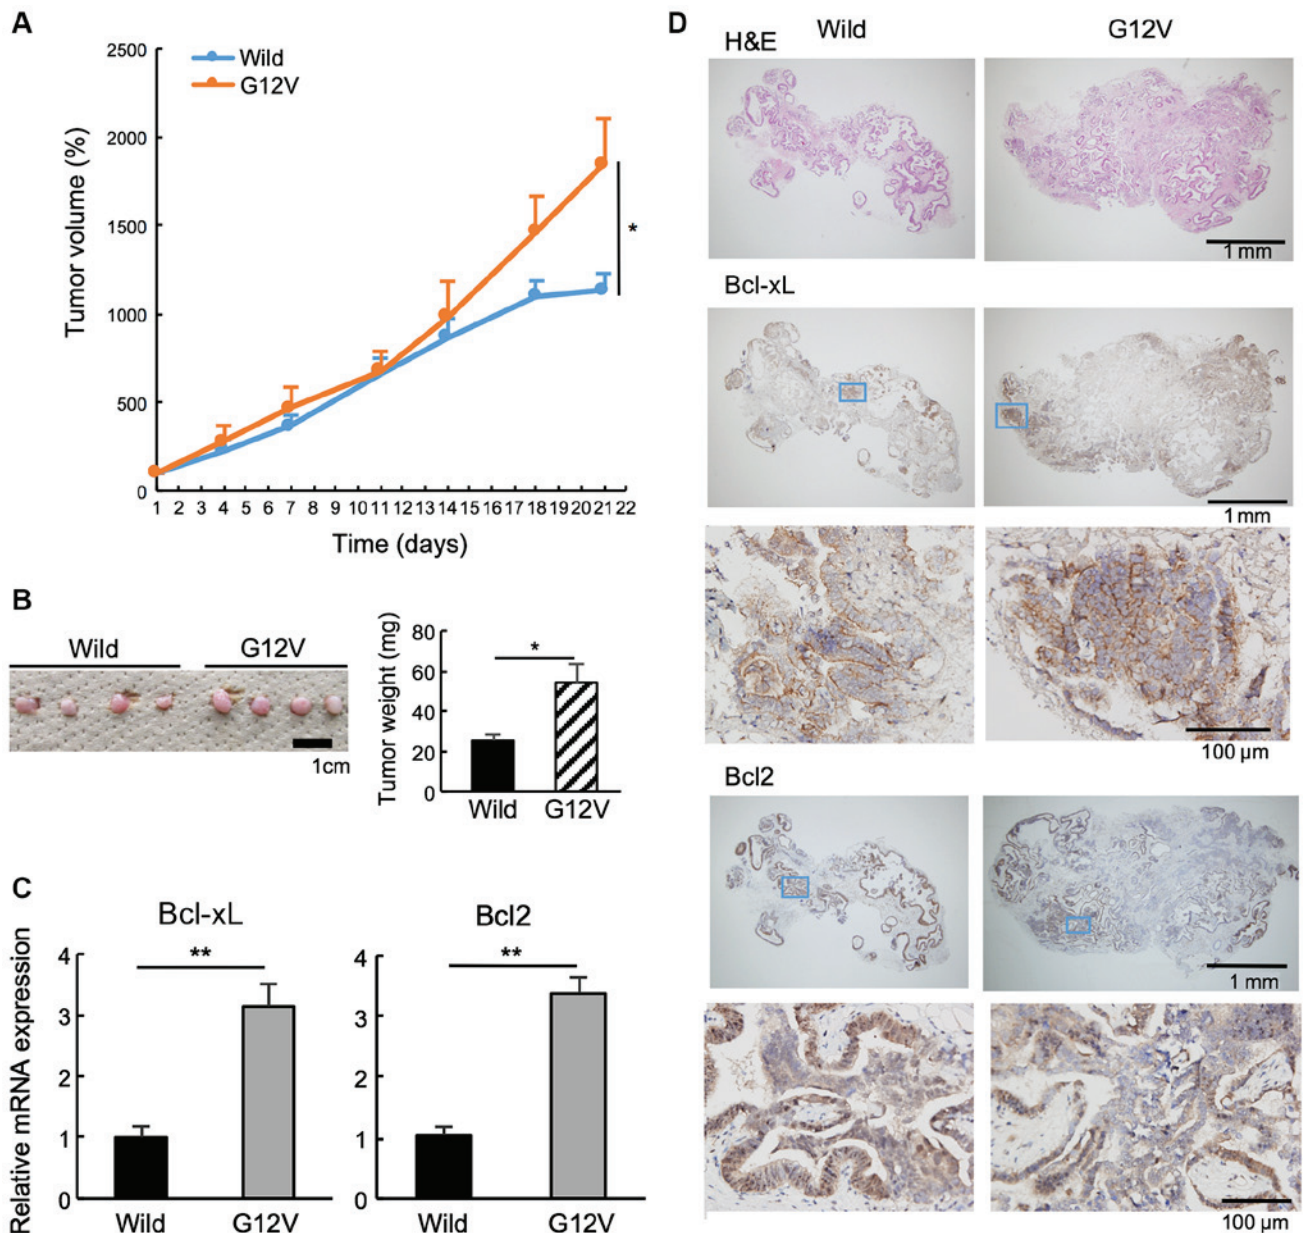 A
2500
2000
1500
1000
500
0
Tumor volume (%)
Wild
G12V
*
1 2 3 4 5 6 7 8 9 10 11 12 13 14 15 16 17 18 19 20 21 22
Time (days)
B
Wild G12V
1cm
Tumor weight (mg)
80
60
40
20
0
*
Wild G12V
C
Relative mRNA expression
Bcl-xL
4
3
2
1
0
**
Wild G12V
Bcl2
4
3
2
1
0
**
Wild G12V
D
Wild G12V
H&E
1 mm
Bcl-xL
1 mm
100 µm
Bcl2
1 mm
100 µm